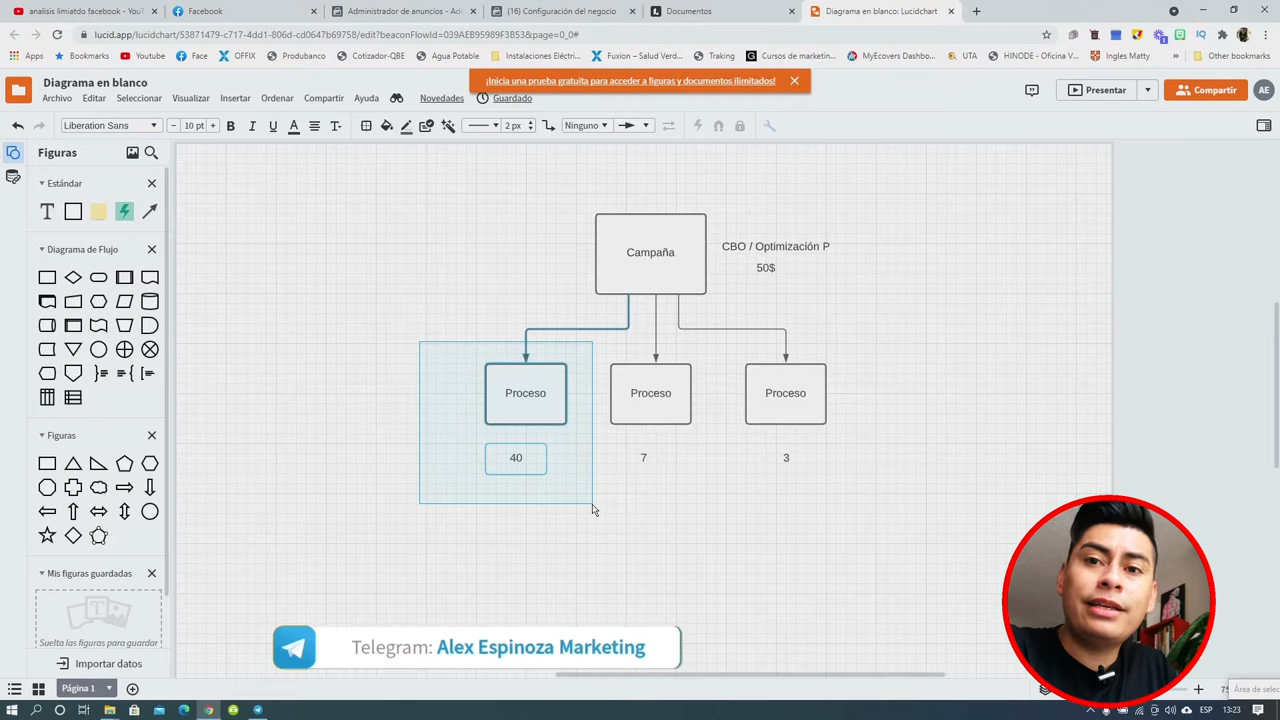 analisis limiatdo facebook - YouT
Facebook
Administrador de anuncios - Adm
(16) Configuración del negocio
Documentos
Diagrama en blanco: Lucidchart
lucid.app/lucidchart/53871479-c717-4dd1-806d-cd0647b69758/edit?beaconFlowId=039AEB95989F3B53&page=0_0#
Apps
Bookmarks
Youtube
Face
OFFIX
Produbanco
Cotizador-QBE
Agua Potable
Instalaciones Eléctri...
Fuxion – Salud Verd...
Traking
Cursos de marketin...
MyEcovers Dashbo...
UTA
HINODE - Oficina V...
Ingles Matty
Other bookmarks
Diagrama en blanco
¡Inicia una prueba gratuita para acceder a figuras y documentos ilimitados!
Archivo
Editar
Seleccionar
Visualizar
Insertar
Ordenar
Compartir
Ayuda
Novedades
Guardado
Presentar
Compartir
AE
Liberation Sans
10 pt
2 px
Ninguno
Figuras
Estándar
Diagrama de Flujo
Figuras
Mis figuras guardadas
Suelta las figuras para guardar
Importar datos
Campaña
CBO / Optimización P
50$
Proceso
Proceso
Proceso
40
7
3
Telegram: Alex Espinoza Marketing
Página 1
Área de selec
ESP
13:23